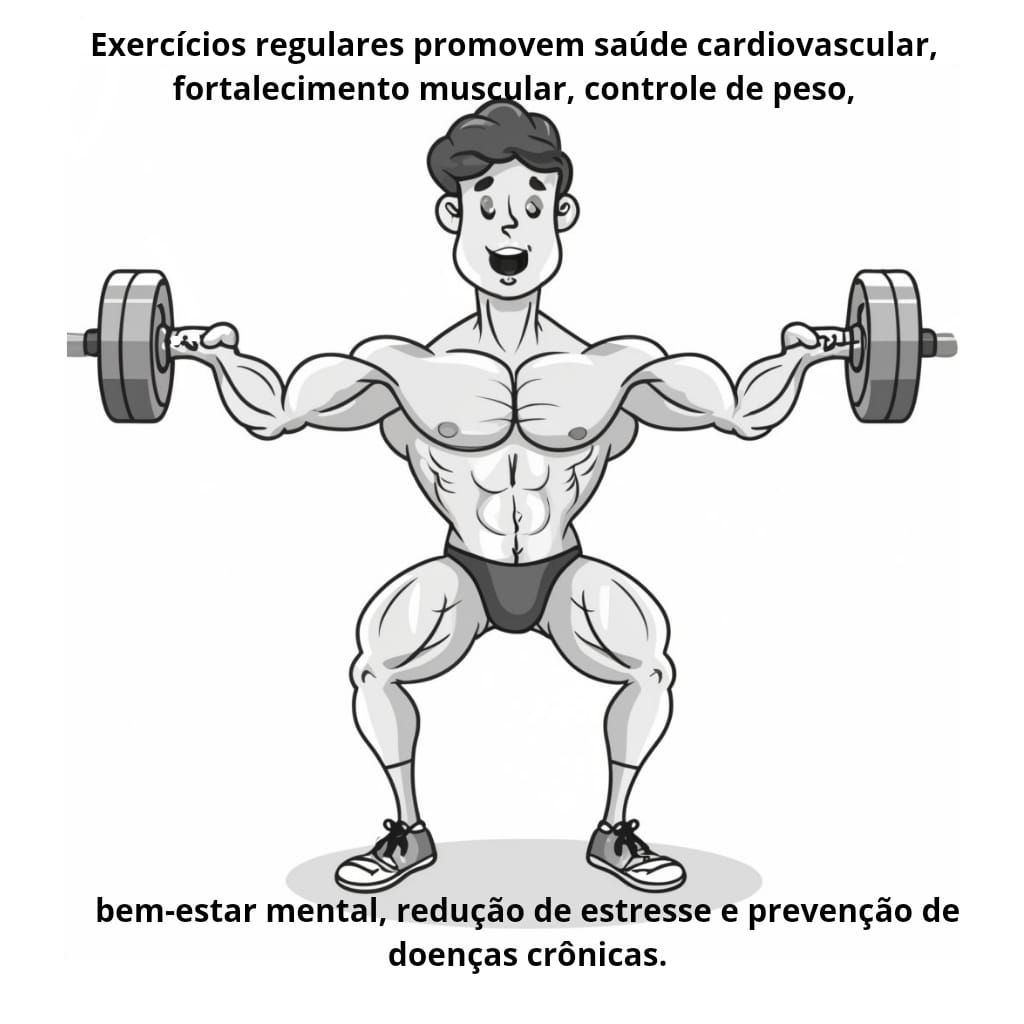 Exercícios regulares promovem saúde cardiovascular,
fortalecimento muscular, controle de peso,
bem-estar mental, redução de estresse e prevenção de
doenças crônicas.